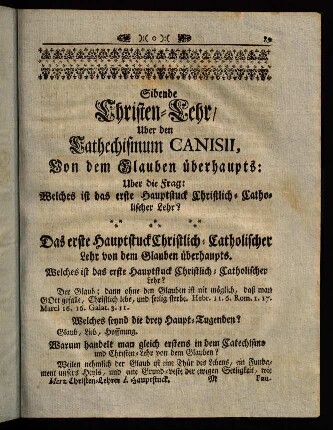 Sibende
Christen-Lehr/
Uber den
Cathechismum CANISII,
Von dem Glauben überhaupts:
Uber die Frag:
Welches ist das erste Hauptstuck Christlich-Catho-
lischer Lehr?
Das erste Hauptstuck Christlich-Catholischer
Lehr von dem Glauben überhaupts.
Welches ist das erste Hauptstuck Christlich-Catholischer
Lehr?
Der Glaub; dann ohne den Glauben ist nit möglich, daß man
GOtt gefalle, Christlich lebe, und seelig sterbe. Hebr. 11. 6. Rom. 1. 17.
Marci 16. 16. Galat. 3. 11.
Welches seynd die drey Haupt-Tugenden?
Glaub, Lieb, Hoffnung.
Warum handelt man gleich erstens in dem Catechismo
und Christen-Lehr von dem Glauben?
Weilen nehmlich der Glaub ist eine Thür des Lebens, ein Funda-
ment unsers Heyls, und eine Grund-veste der ewigen Seeligkeit, wie
Merz Christen-Lehren I. Hauptstuck. M Pau-